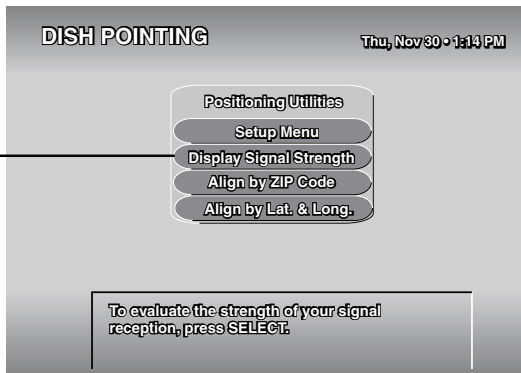 DISH POINTING
Thu, Nov 30 • 1:14 PM
Positioning Utilities
Setup Menu
Display Signal Strength
Align by ZIP Code
Align by Lat. & Long.
To evaluate the strength of your signal
reception, press SELECT.